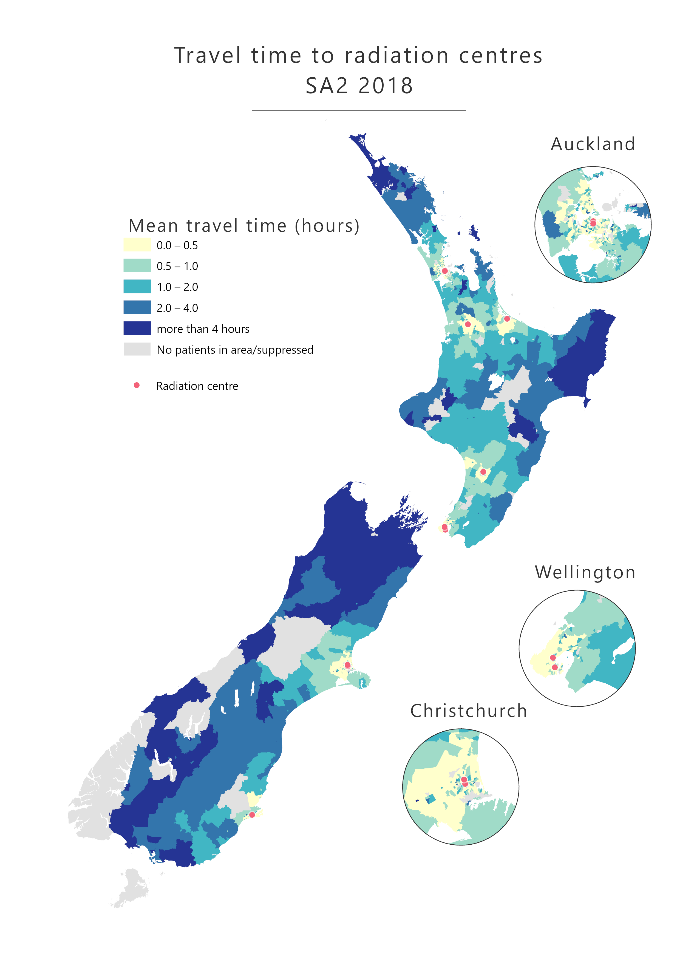 Travel time to radiation centres
SA2 2018
Auckland
Mean travel time (hours)
0.0 – 0.5
0.5 – 1.0
1.0 – 2.0
2.0 – 4.0
more than 4 hours
No patients in area/suppressed
Radiation centre
Wellington
Christchurch